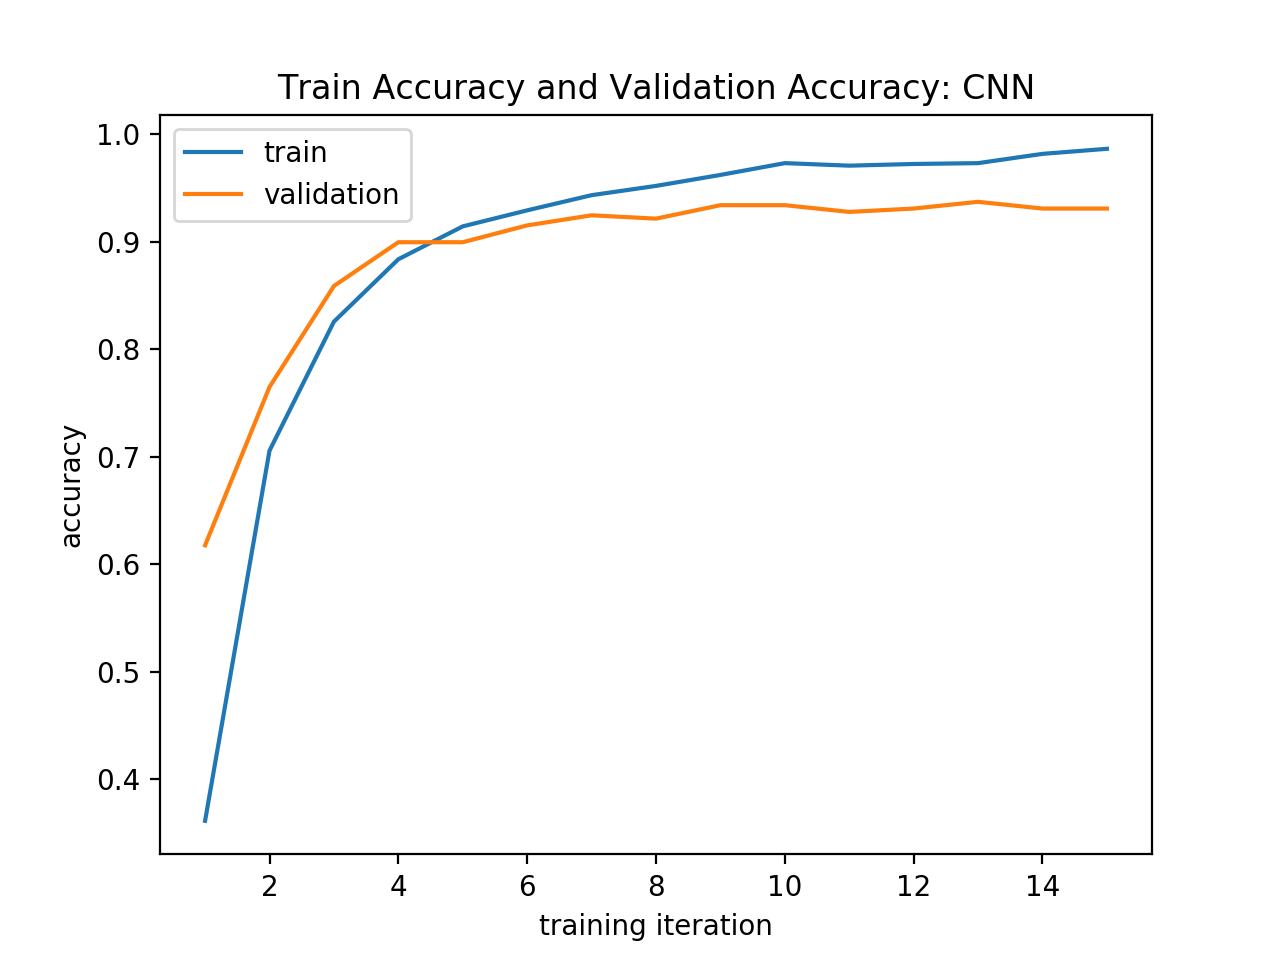 Train Accuracy and Validation Accuracy: CNN
train
validation
1.0
0.9
0.8
0.7
0.6
0.5
0.4
accuracy
2 4 6 8 10 12 14
training iteration